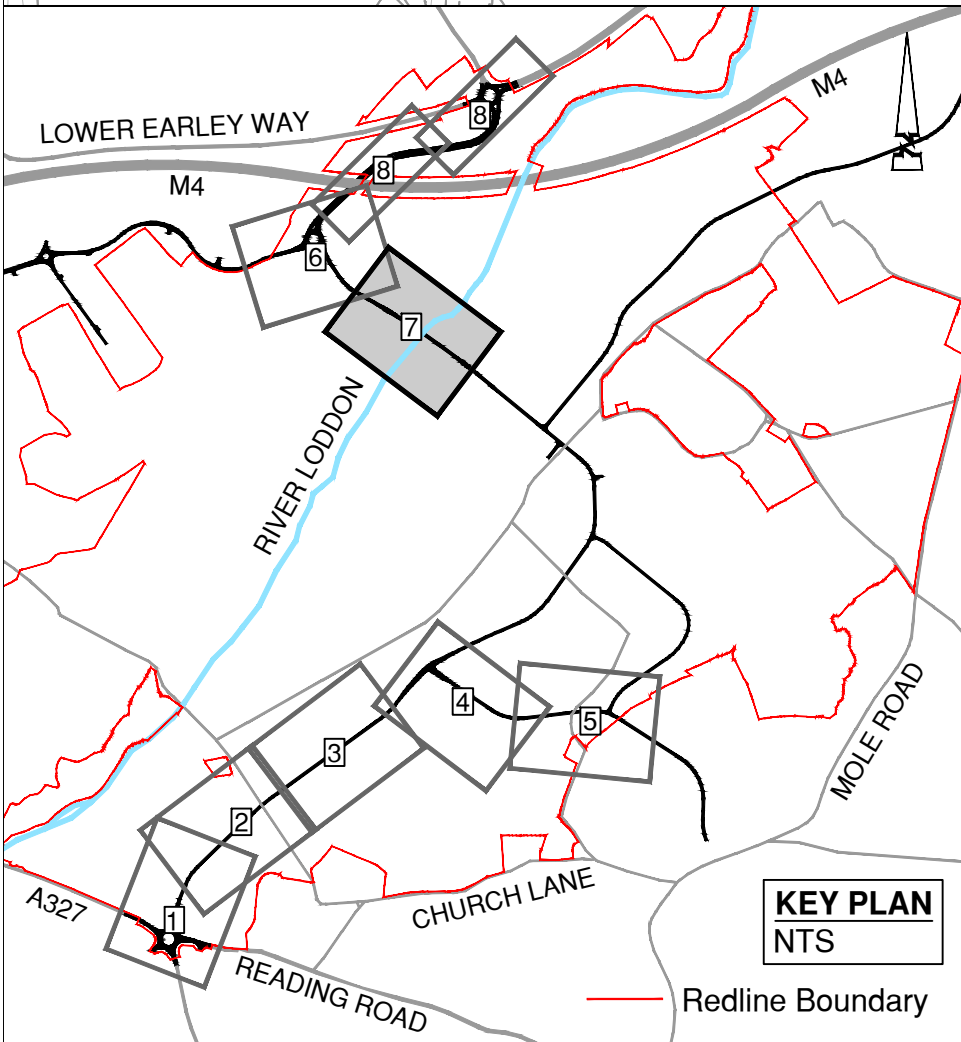 LOWER EARLEY WAY
M4
M4
8
8
6
7
RIVER LODDON
4
5
3
2
1
MOLE ROAD
A327
CHURCH LANE
READING ROAD
KEY PLAN
NTS
Redline Boundary